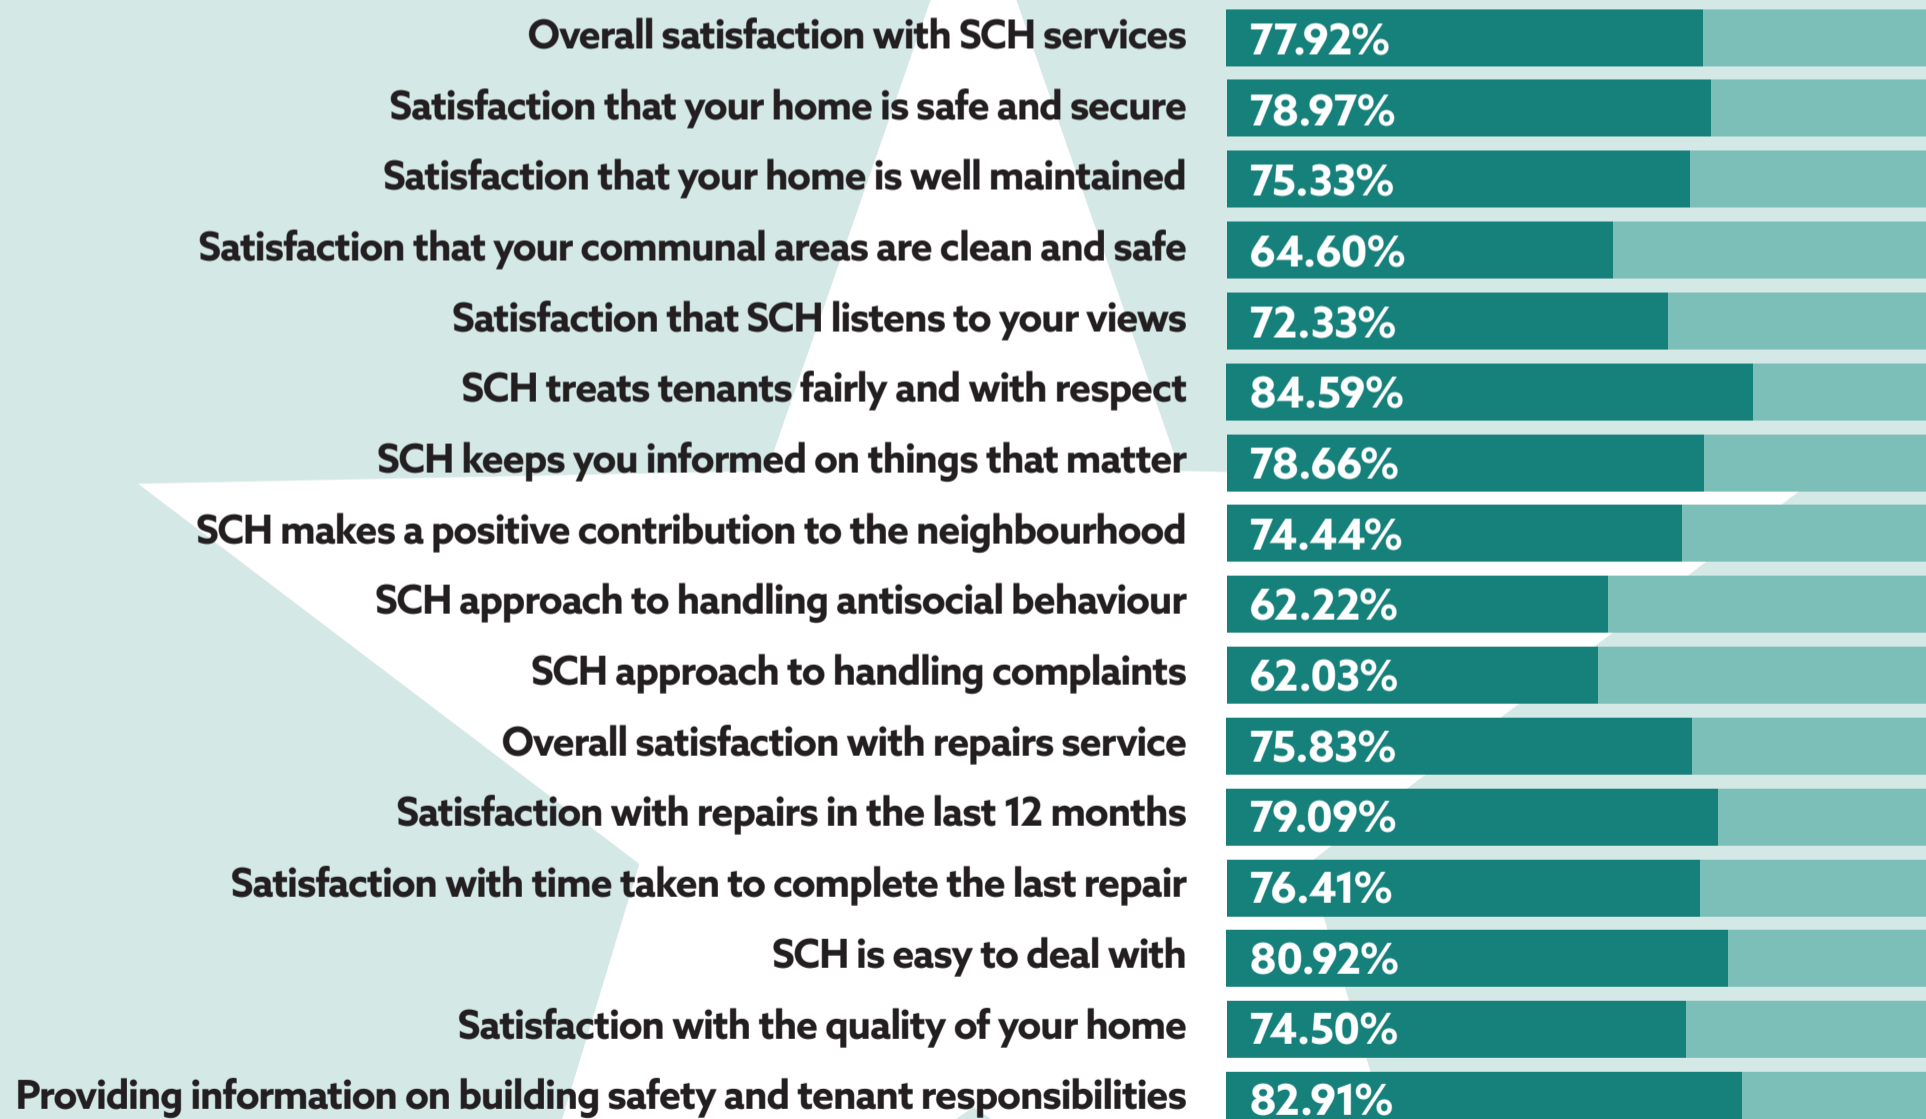 Overall satisfaction with SCH services 77.92%
Satisfaction that your home is safe and secure 78.97%
Satisfaction that your home is well maintained 75.33%
Satisfaction that your communal areas are clean and safe 64.60%
Satisfaction that SCH listens to your views 72.33%
SCH treats tenants fairly and with respect 84.59%
SCH keeps you informed on things that matter 78.66%
SCH makes a positive contribution to the neighbourhood 74.44%
SCH approach to handling antisocial behaviour 62.22%
SCH approach to handling complaints 62.03%
Overall satisfaction with repairs service 75.83%
Satisfaction with repairs in the last 12 months 79.09%
Satisfaction with time taken to complete the last repair 76.41%
SCH is easy to deal with 80.92%
Satisfaction with the quality of your home 74.50%
Providing information on building safety and tenant responsibilities 82.91%